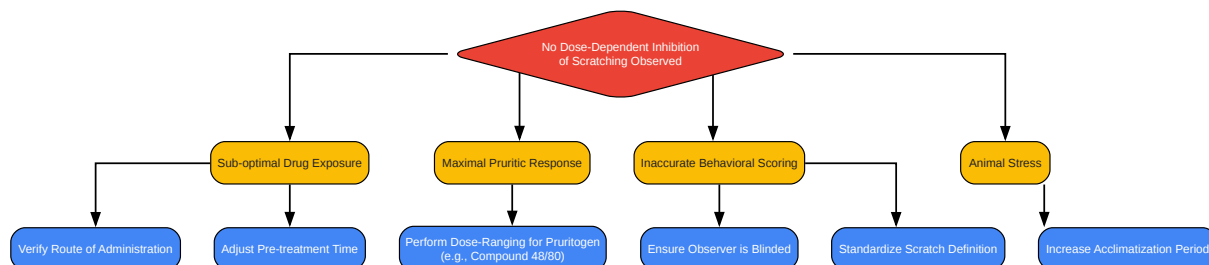 No Dose-Dependent Inhibition
of Scratching Observed
Sub-optimal Drug Exposure
Maximal Pruritic Response
Inaccurate Behavioral Scoring
Animal Stress
Verify Route of Administration
Adjust Pre-treatment Time
Perform Dose-Ranging for Pruritogen
(e.g., Compound 48/80)
Ensure Observer is Blinded
Standardize Scratch Definition
Increase Acclimatization Period